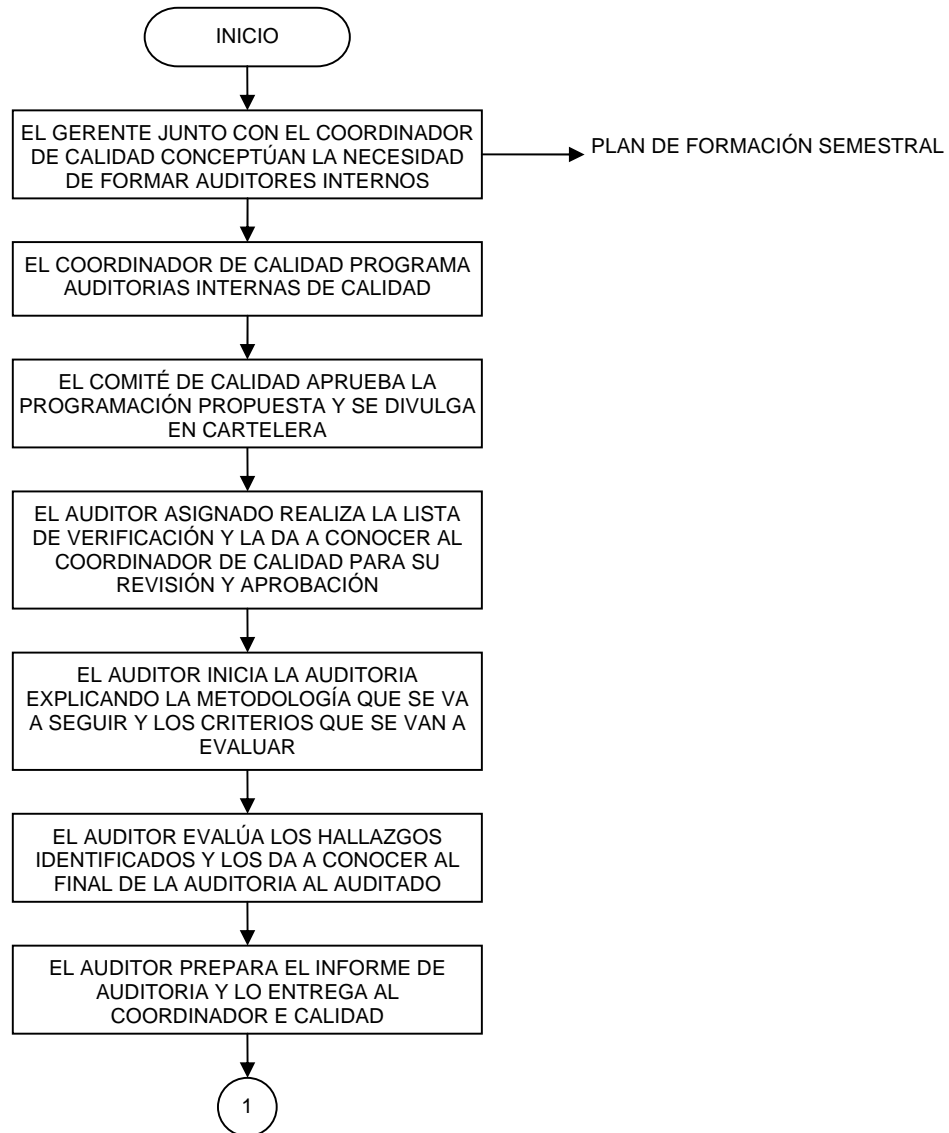 INICIO
EL GERENTE JUNTO CON EL COORDINADOR
DE CALIDAD CONCEPTÚAN LA NECESIDAD
DE FORMAR AUDITORES INTERNOS
PLAN DE FORMACIÓN SEMESTRAL
EL COORDINADOR DE CALIDAD PROGRAMA
AUDITORIAS INTERNAS DE CALIDAD
EL COMITÉ DE CALIDAD APRUEBA LA
PROGRAMACIÓN PROPUESTA Y SE DIVULGA
EN CARTELERA
EL AUDITOR ASIGNADO REALIZA LA LISTA
DE VERIFICACIÓN Y LA DA A CONOCER AL
COORDINADOR DE CALIDAD PARA SU
REVISIÓN Y APROBACIÓN
EL AUDITOR INICIA LA AUDITORIA
EXPLICANDO LA METODOLOGÍA QUE SE VA
A SEGUIR Y LOS CRITERIOS QUE SE VAN A
EVALUAR
EL AUDITOR EVALÚA LOS HALLAZGOS
IDENTIFICADOS Y LOS DA A CONOCER AL
FINAL DE LA AUDITORIA AL AUDITADO
EL AUDITOR PREPARA EL INFORME DE
AUDITORIA Y LO ENTREGA AL
COORDINADOR E CALIDAD
1